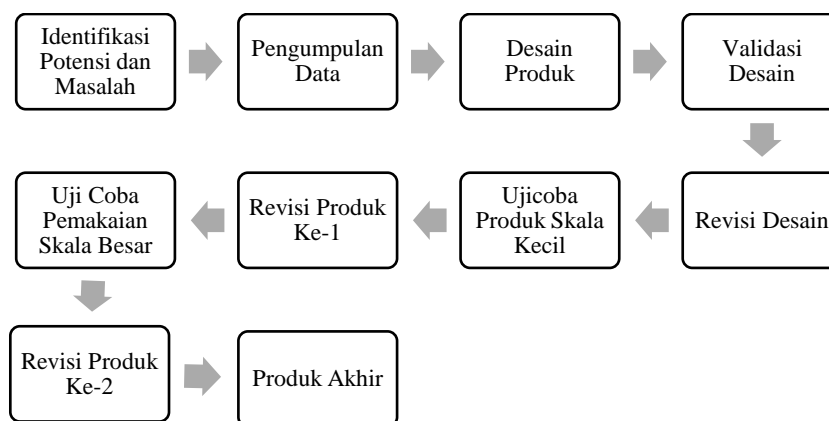 Identifikasi
Potensi dan
Masalah
Pengumpulan
Data
Desain
Produk
Validasi
Desain
Revisi Desain
Ujicoba
Produk Skala
Kecil
Revisi Produk
Ke-1
Uji Coba
Pemakaian
Skala Besar
Revisi Produk
Ke-2
Produk Akhir